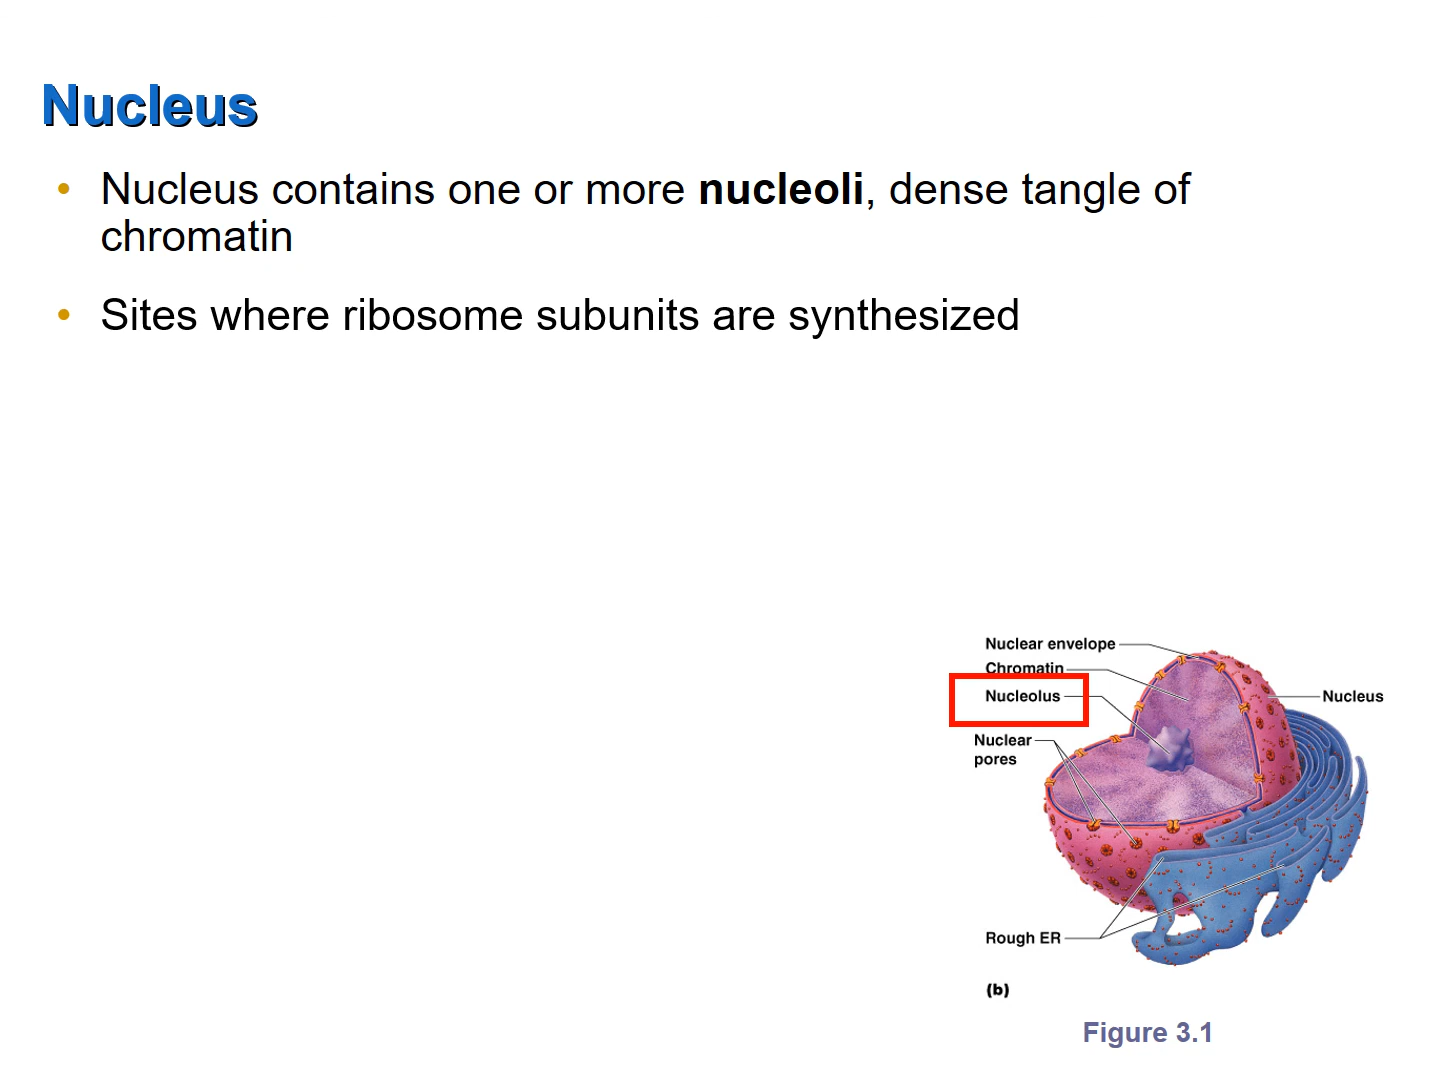 Nucleus
• Nucleus contains one or more nucleoli, dense tangle of
chromatin
• Sites where ribosome subunits are synthesized
Nuclear envelope
Chromatin
Nucleolus
Nucleus
Nuclear
pores
Rough ER
(b)
Figure 3.1